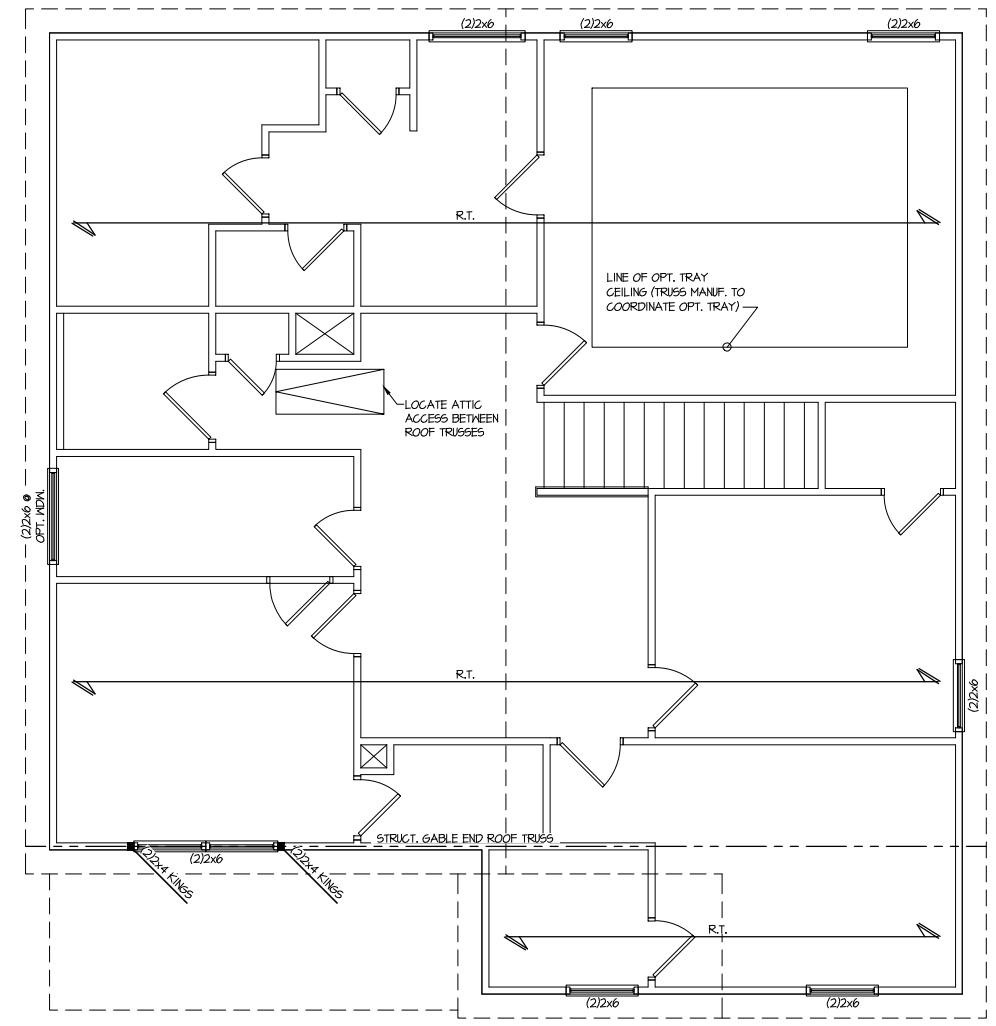 (2)2x6
(2)2x6
(2)2x6
R.T.
LINE OF OPT. TRAY
CEILING (TRUSS MANUF. TO
COORDINATE OPT. TRAY)
LOCATE ATTIC
ACCESS BETWEEN
ROOF TRUSSES
(2)2x6 @
OPT. WDW.
R.T.
(2)2x6
STRUCT. GABLE END ROOF TRUSS
(2)2x6
(2)2x4 KINGS
(2)2x4 KINGS
R.T.
(2)2x6
(2)2x6